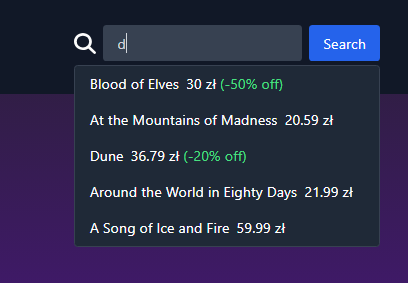 d Search
Blood of Elves 30 zł (-50% off)
At the Mountains of Madness 20.59 zł
Dune 36.79 zł (-20% off)
Around the World in Eighty Days 21.99 zł
A Song of Ice and Fire 59.99 zł